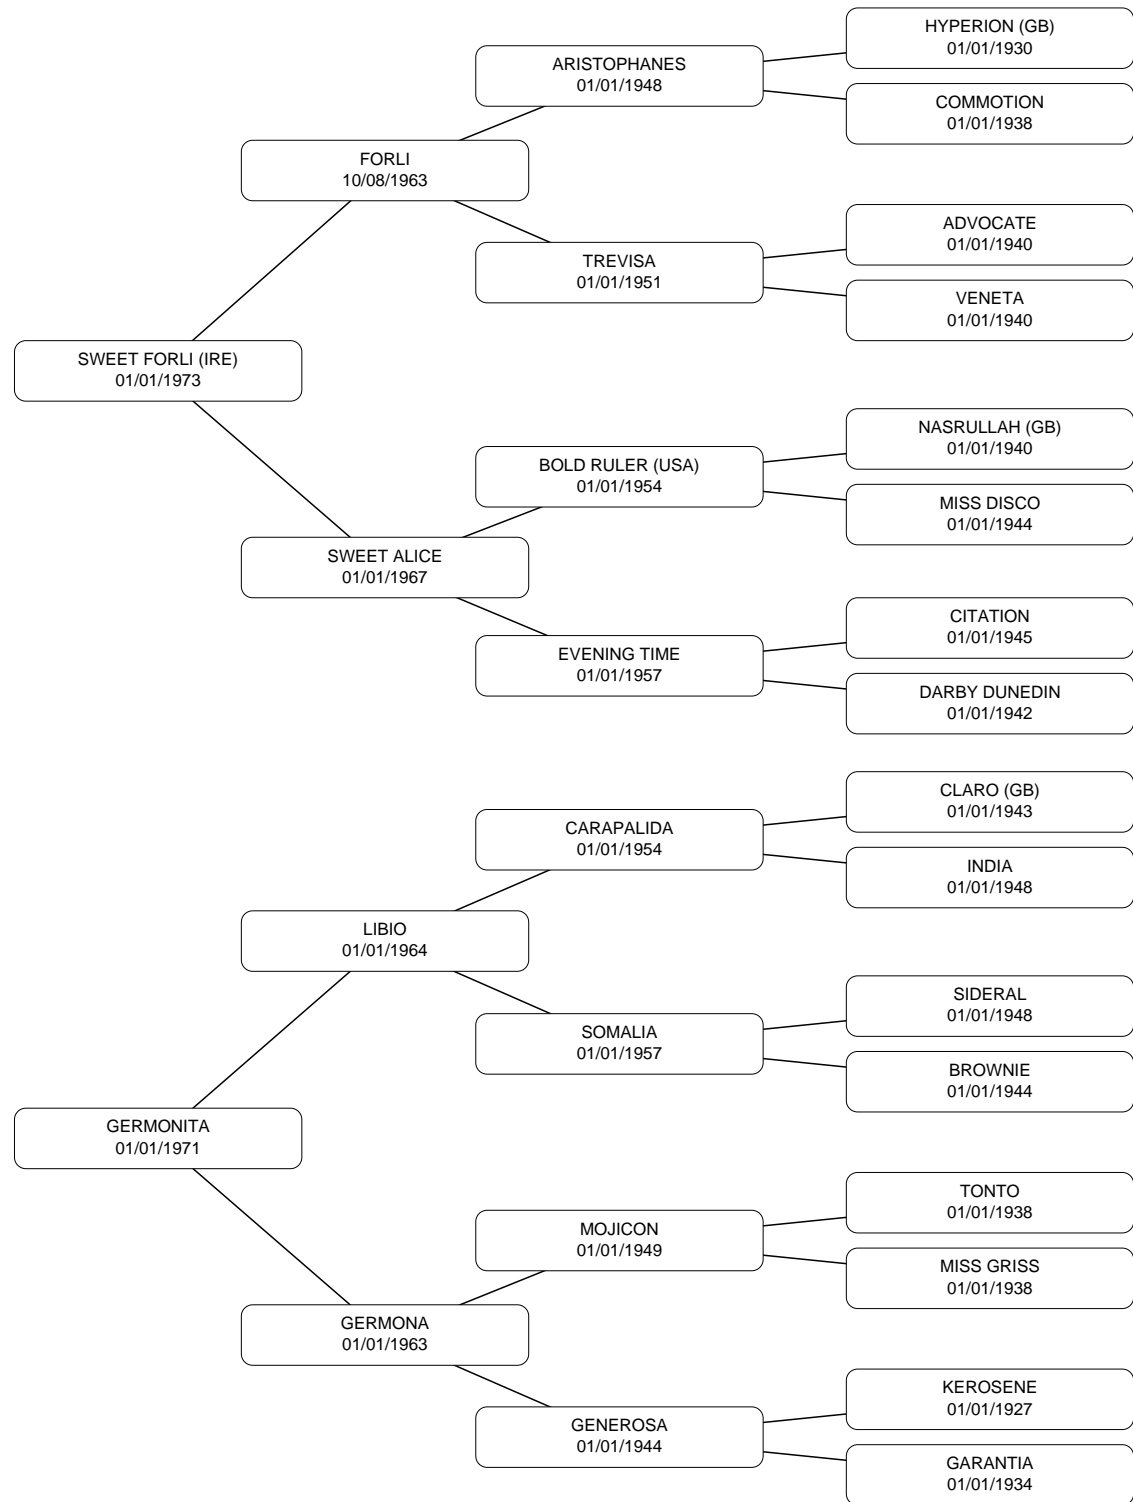 HYPERION (GB)
01/01/1930
ARISTOPHANES
01/01/1948
COMMOTION
01/01/1938
FORLI
10/08/1963
ADVOCATE
01/01/1940
TREVISA
01/01/1951
VENETA
01/01/1940
SWEET FORLI (IRE)
01/01/1973
NASRULLAH (GB)
01/01/1940
BOLD RULER (USA)
01/01/1954
MISS DISCO
01/01/1944
SWEET ALICE
01/01/1967
CITATION
01/01/1945
EVENING TIME
01/01/1957
DARBY DUNEDIN
01/01/1942
CLARO (GB)
01/01/1943
CARAPALIDA
01/01/1954
INDIA
01/01/1948
LIBIO
01/01/1964
SIDERAL
01/01/1948
SOMALIA
01/01/1957
BROWNIE
01/01/1944
GERMONITA
01/01/1971
TONTO
01/01/1938
MOJICON
01/01/1949
MISS GRISS
01/01/1938
GERMONA
01/01/1963
KEROSENE
01/01/1927
GENEROSA
01/01/1944
GARANTIA
01/01/1934